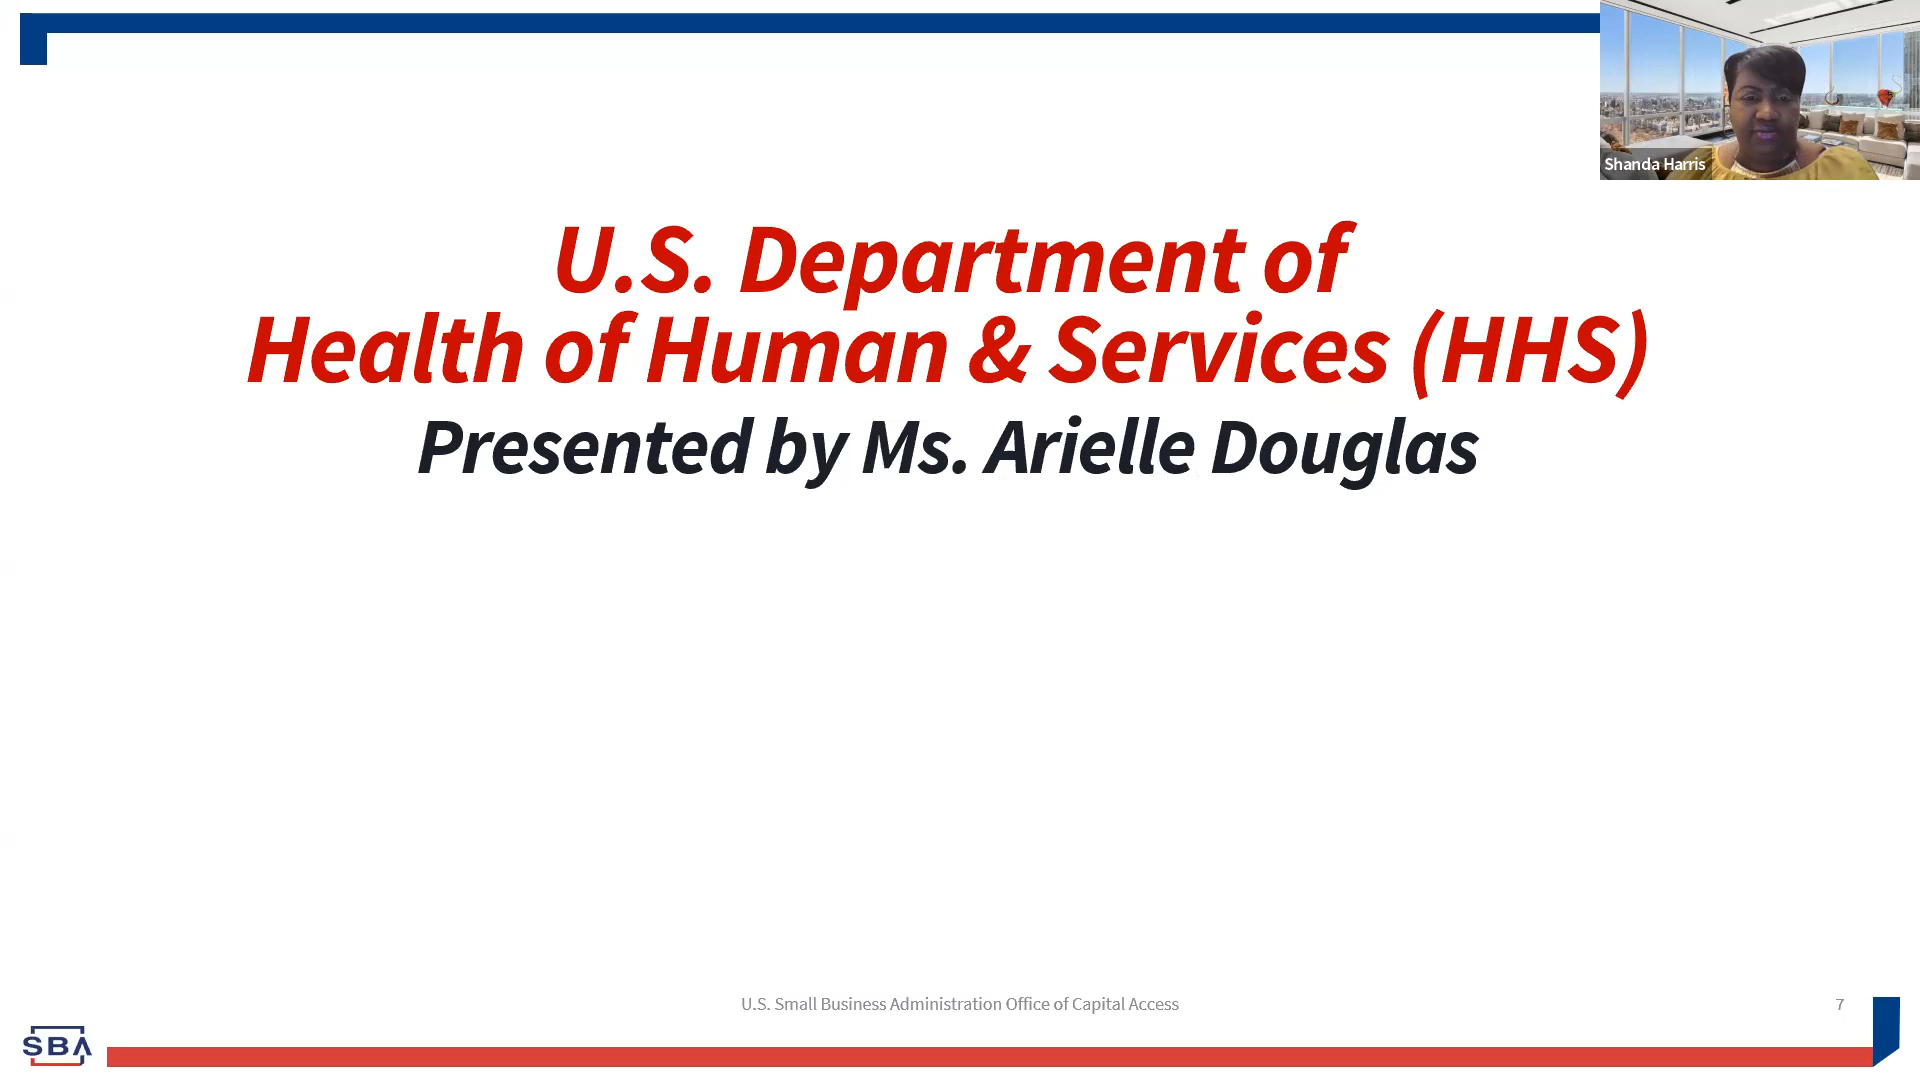 Shanda Harris
U.S. Department of
Health of Human & Services (HHS)
Presented by Ms. Arielle Douglas
U.S. Small Business Administration Office of Capital Access
7
SBA